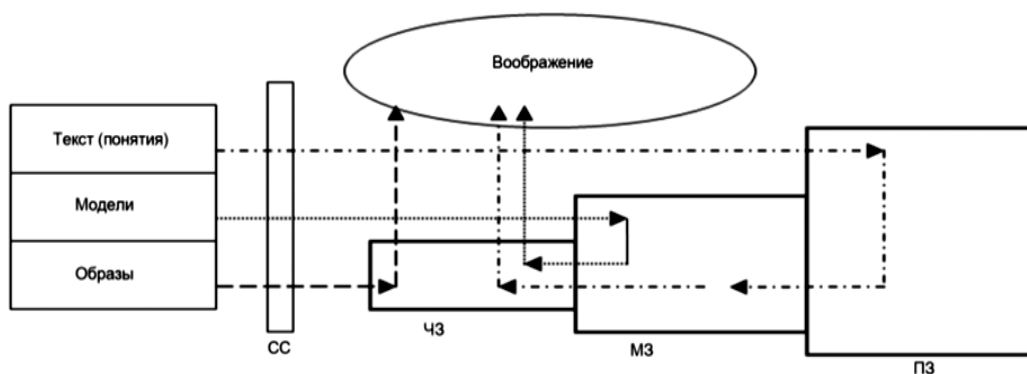 Воображение
Текст (понятия)
Модели
Образы
СС
ЧЗ
МЗ
ПЗ